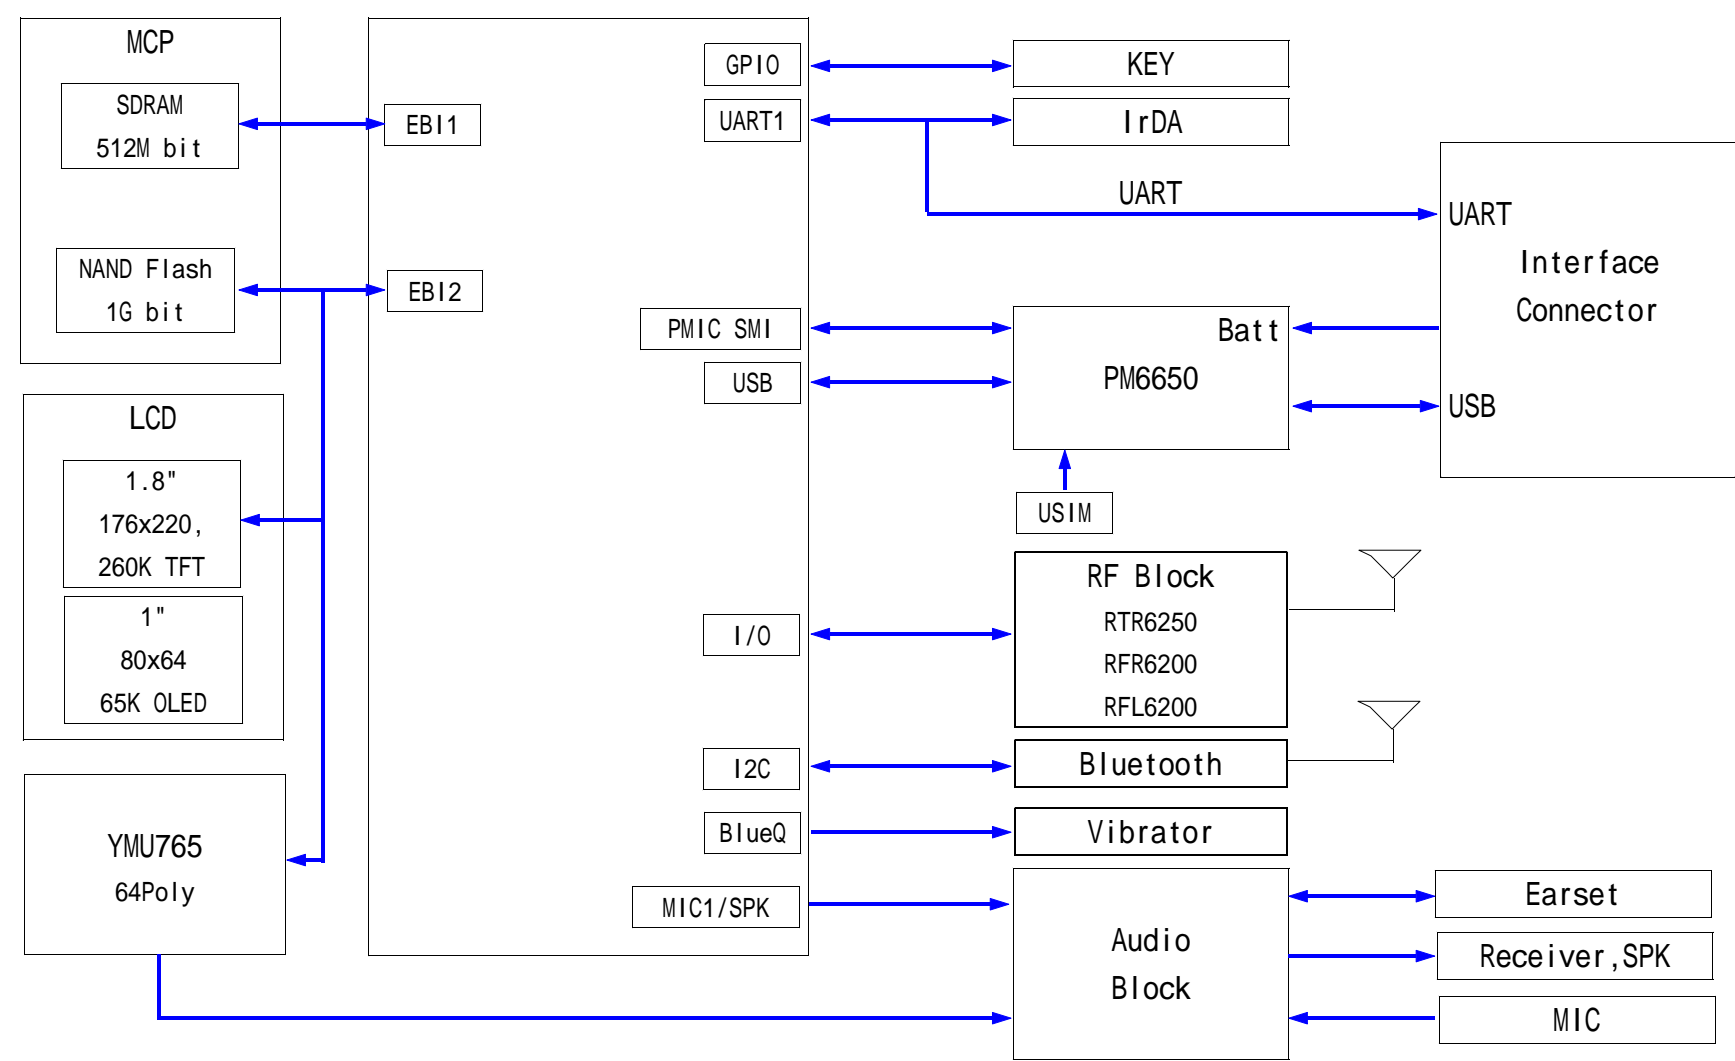 MCP
SDRAM
512M bit
NAND Flash
1G bit
LCD
1.8"
176x220,
260K TFT
1"
80x64
65K OLED
YMU765
64Poly
EBI1
EBI2
GPIO
UART1
PMIC SMI
USB
I/O
I2C
BlueQ
MIC1/SPK
KEY
IrDA
UART
Batt
PM6650
USIM
RF Block
RTR6250
RFR6200
RFL6200
Bluetooth
Vibrator
Audio
Block
UART
Interface
Connector
USB
Earset
Receiver,SPK
MIC